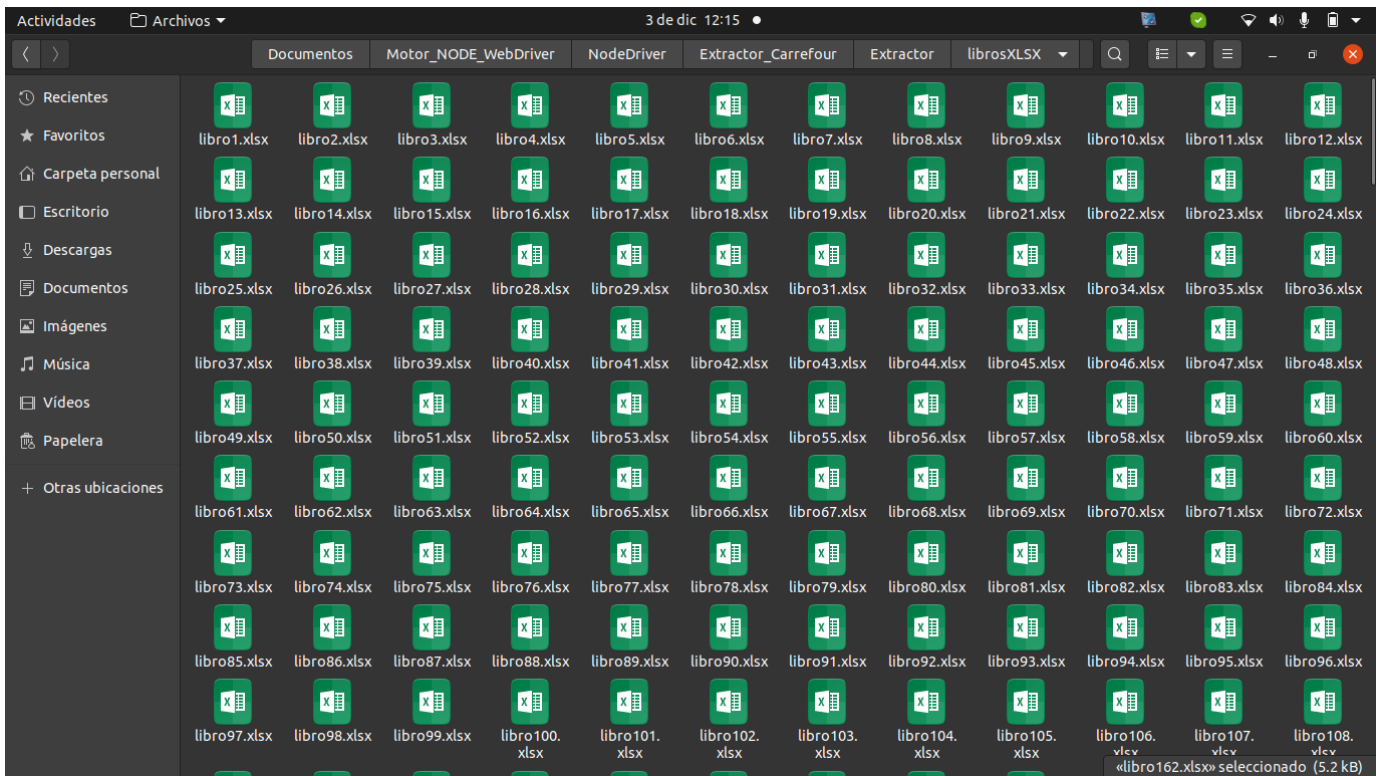 Actividades Archivos 3 de dic 12:15
Documentos Motor_NODE_WebDriver NodeDriver Extractor_Carrefour Extractor librosXLSX
Recientes
Favoritos
Carpeta personal
Escritorio
Descargas
Documentos
Imágenes
Música
Vídeos
Papelera
Otras ubicaciones
libro1.xlsx libro2.xlsx libro3.xlsx libro4.xlsx libro5.xlsx libro6.xlsx libro7.xlsx libro8.xlsx libro9.xlsx libro10.xlsx libro11.xlsx libro12.xlsx
libro13.xlsx libro14.xlsx libro15.xlsx libro16.xlsx libro17.xlsx libro18.xlsx libro19.xlsx libro20.xlsx libro21.xlsx libro22.xlsx libro23.xlsx libro24.xlsx
libro25.xlsx libro26.xlsx libro27.xlsx libro28.xlsx libro29.xlsx libro30.xlsx libro31.xlsx libro32.xlsx libro33.xlsx libro34.xlsx libro35.xlsx libro36.xlsx
libro37.xlsx libro38.xlsx libro39.xlsx libro40.xlsx libro41.xlsx libro42.xlsx libro43.xlsx libro44.xlsx libro45.xlsx libro46.xlsx libro47.xlsx libro48.xlsx
libro49.xlsx libro50.xlsx libro51.xlsx libro52.xlsx libro53.xlsx libro54.xlsx libro55.xlsx libro56.xlsx libro57.xlsx libro58.xlsx libro59.xlsx libro60.xlsx
libro61.xlsx libro62.xlsx libro63.xlsx libro64.xlsx libro65.xlsx libro66.xlsx libro67.xlsx libro68.xlsx libro69.xlsx libro70.xlsx libro71.xlsx libro72.xlsx
libro73.xlsx libro74.xlsx libro75.xlsx libro76.xlsx libro77.xlsx libro78.xlsx libro79.xlsx libro80.xlsx libro81.xlsx libro82.xlsx libro83.xlsx libro84.xlsx
libro85.xlsx libro86.xlsx libro87.xlsx libro88.xlsx libro89.xlsx libro90.xlsx libro91.xlsx libro92.xlsx libro93.xlsx libro94.xlsx libro95.xlsx libro96.xlsx
libro97.xlsx libro98.xlsx libro99.xlsx libro100. libro101. libro102. libro103. libro104. libro105. libro106. libro107. libro108.
xlsx xlsx xlsx xlsx xlsx xlsx xlsx xlsx xlsx
«libro162.xlsx» seleccionado (5.2 kB)